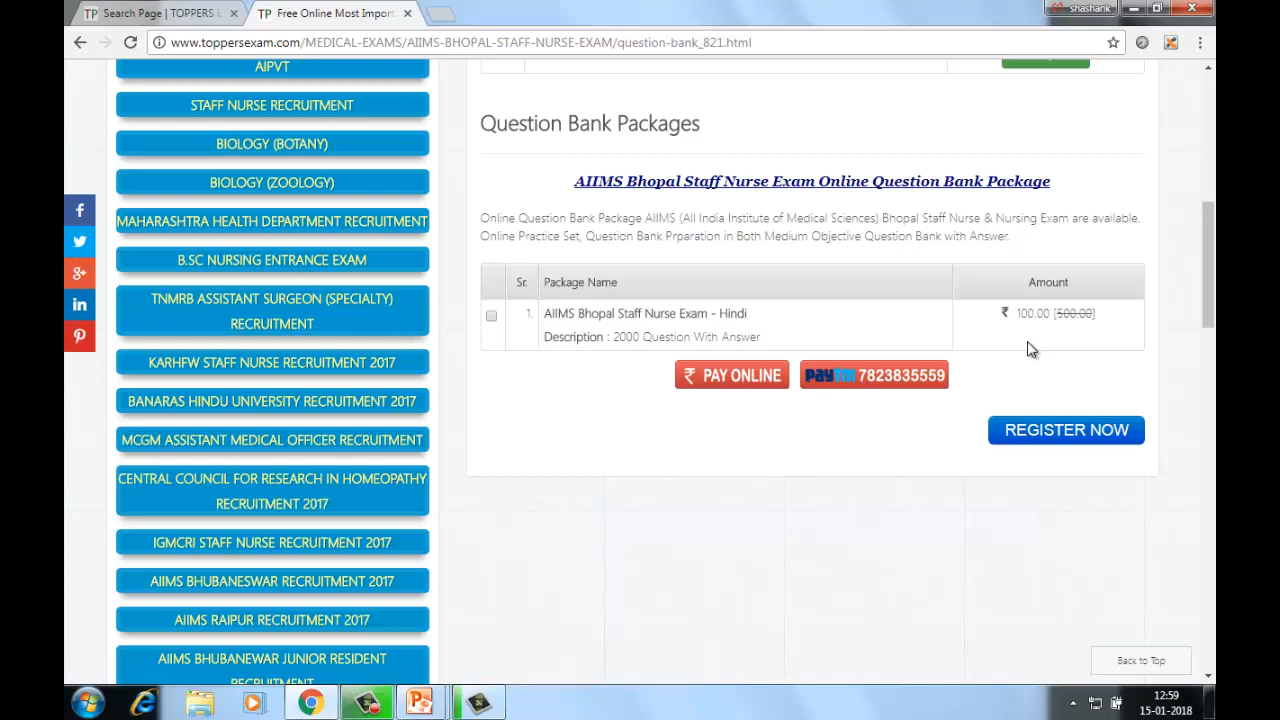 TP Search Page | TOPPERS E
TP Free Online Most Impor
shashank
www.toppersexam.com/MEDICAL-EXAMS/AIIMS-BHOPAL-STAFF-NURSE-EXAM/question-bank_821.html
AIPVT
STAFF NURSE RECRUITMENT
BIOLOGY (BOTANY)
BIOLOGY (ZOOLOGY)
MAHARASHTRA HEALTH DEPARTMENT RECRUITMENT
B.SC NURSING ENTRANCE EXAM
TNMRB ASSISTANT SURGEON (SPECIALTY)
RECRUITMENT
KARHFW STAFF NURSE RECRUITMENT 2017
BANARAS HINDU UNIVERSITY RECRUITMENT 2017
MCGM ASSISTANT MEDICAL OFFICER RECRUITMENT
CENTRAL COUNCIL FOR RESEARCH IN HOMEOPATHY
RECRUITMENT 2017
IGMCRI STAFF NURSE RECRUITMENT 2017
AIIMS BHUBANESWAR RECRUITMENT 2017
AIIMS RAIPUR RECRUITMENT 2017
AIIMS BHUBANEWAR JUNIOR RESIDENT
RECRUITMENT
Question Bank Packages
AIIMS Bhopal Staff Nurse Exam Online Question Bank Package
Online Question Bank Package AIIMS (All India Institute of Medical Sciences) Bhopal Staff Nurse & Nursing Exam are available.
Online Practice Set, Question Bank Prparation in Both Medium Objective Question Bank with Answer.
Sr. Package Name Amount
1. AIIMS Bhopal Staff Nurse Exam - Hindi ₹ 100.00 [500.00]
Description : 2000 Question With Answer
₹ PAY ONLINE
paytm 7823835559
REGISTER NOW
Back to Top
12:59
15-01-2018